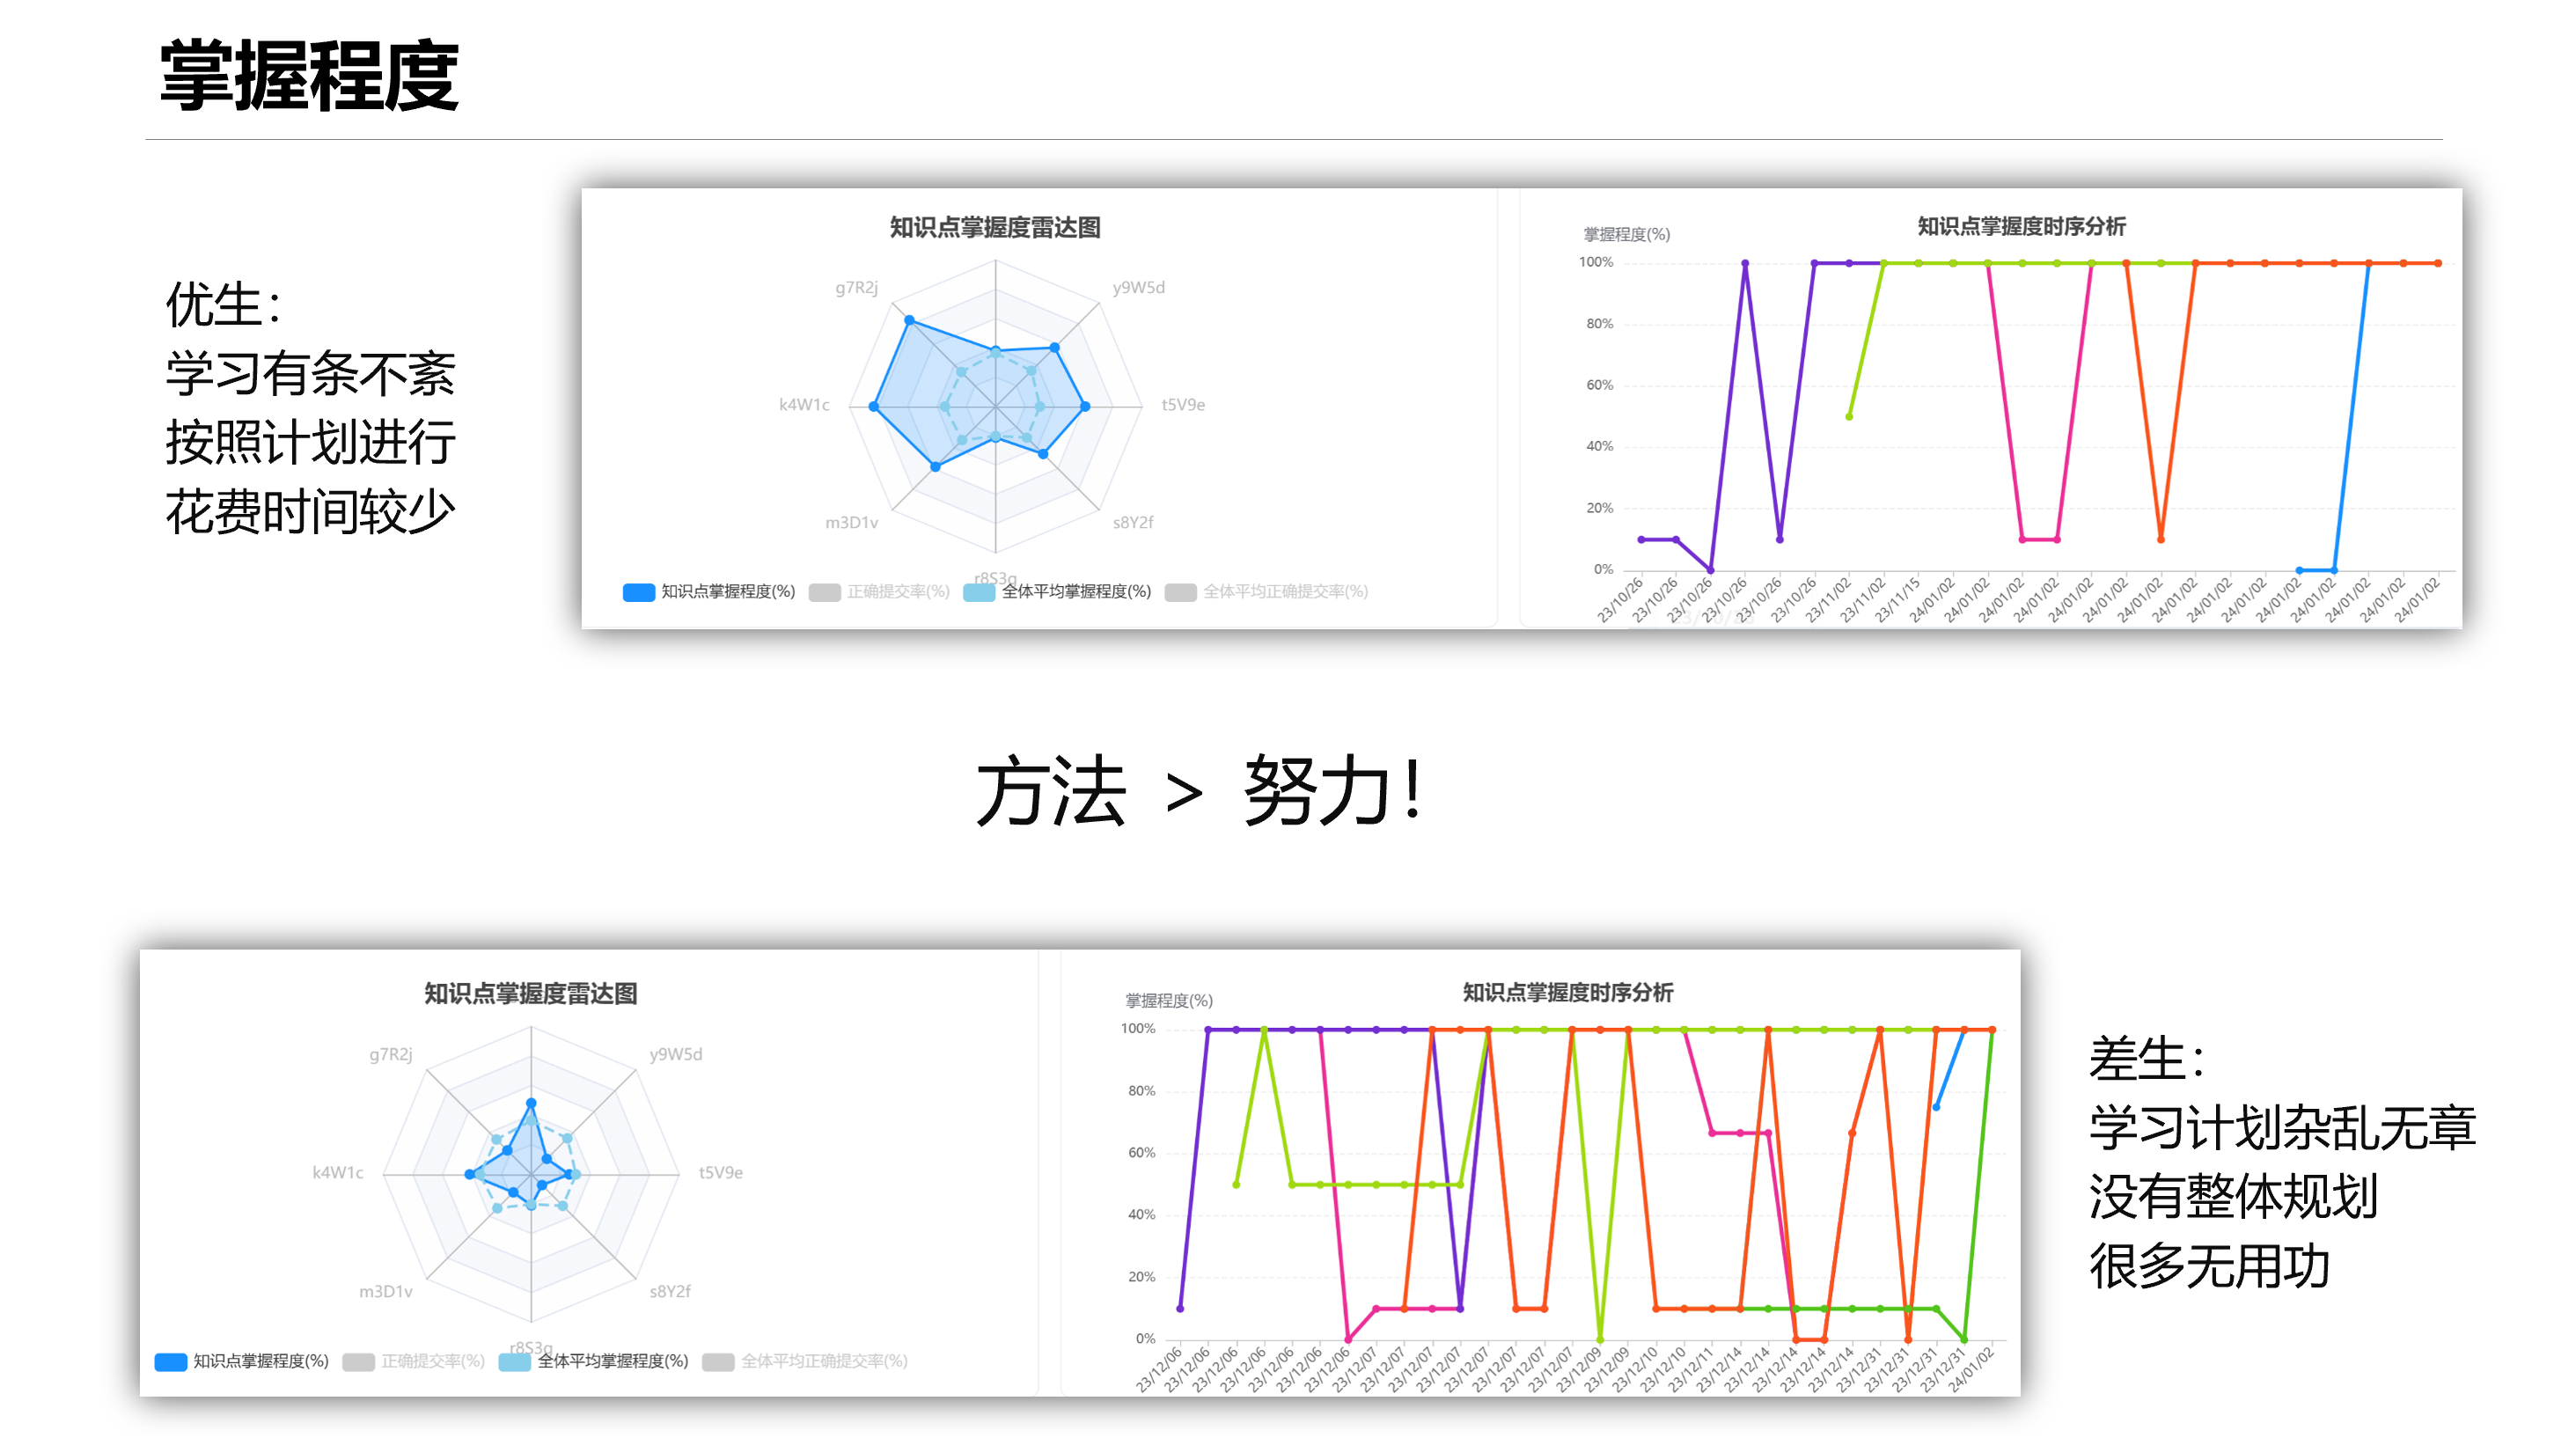 掌握程度
优生：
学习有条不紊
按照计划进行
花费时间较少
知识点掌握度雷达图
g7R2j
y9W5d
k4W1c
t5V9e
m3D1v
s8Y2f
知识点掌握程度(%) 正确提交率(%) 全体平均掌握程度(%) 全体平均正确提交率(%)
知识点掌握度时序分析
掌握程度(%)
100%
80%
60%
40%
20%
0%
23/10/26 23/10/26 23/10/26 23/10/26 23/10/26 23/10/26 23/11/02 23/11/02 23/11/15 24/01/02 24/01/02 24/01/02 24/01/02 24/01/02 24/01/02 24/01/02 24/01/02 24/01/02 24/01/02 24/01/02 24/01/02 24/01/02 24/01/02 24/01/02
方法 > 努力！
知识点掌握度雷达图
g7R2j
y9W5d
k4W1c
t5V9e
m3D1v
s8Y2f
知识点掌握程度(%) 正确提交率(%) 全体平均掌握程度(%) 全体平均正确提交率(%)
知识点掌握度时序分析
掌握程度(%)
100%
80%
60%
40%
20%
0%
23/12/06 23/12/06 23/12/06 23/12/06 23/12/06 23/12/06 23/12/06 23/12/07 23/12/07 23/12/07 23/12/07 23/12/07 23/12/07 23/12/07 23/12/07 23/12/09 23/12/09 23/12/10 23/12/10 23/12/11 23/12/14 23/12/14 23/12/14 23/12/14 23/12/14 23/12/31 23/12/31 23/12/31 23/12/31 24/01/02
差生：
学习计划杂乱无章
没有整体规划
很多无用功